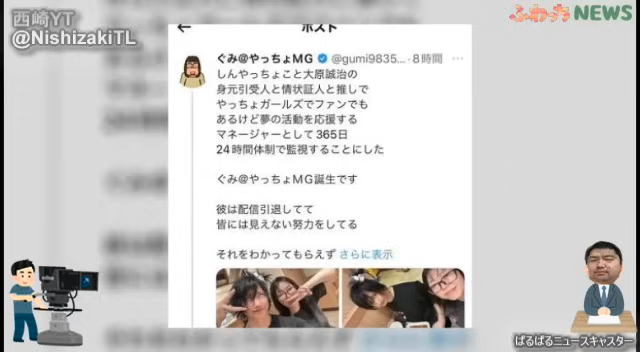 西崎YT
@NishizakiTL
ふわっちNEWS
ポスト
ぐみ@やっちょMG @gumi9835…・8時間
しんやっちょこと大原誠治の
身元引受人と情状証人と推しで
やっちょガールズでファンでも
あるけど夢の活動を応援する
マネージャーとして365日
24時間体制で監視することにした
ぐみ@やっちょMG誕生です
彼は配信引退してて
皆には見えない努力をしてる
それをわかってもらえず さらに表示
ぱるぱるニュースキャスター